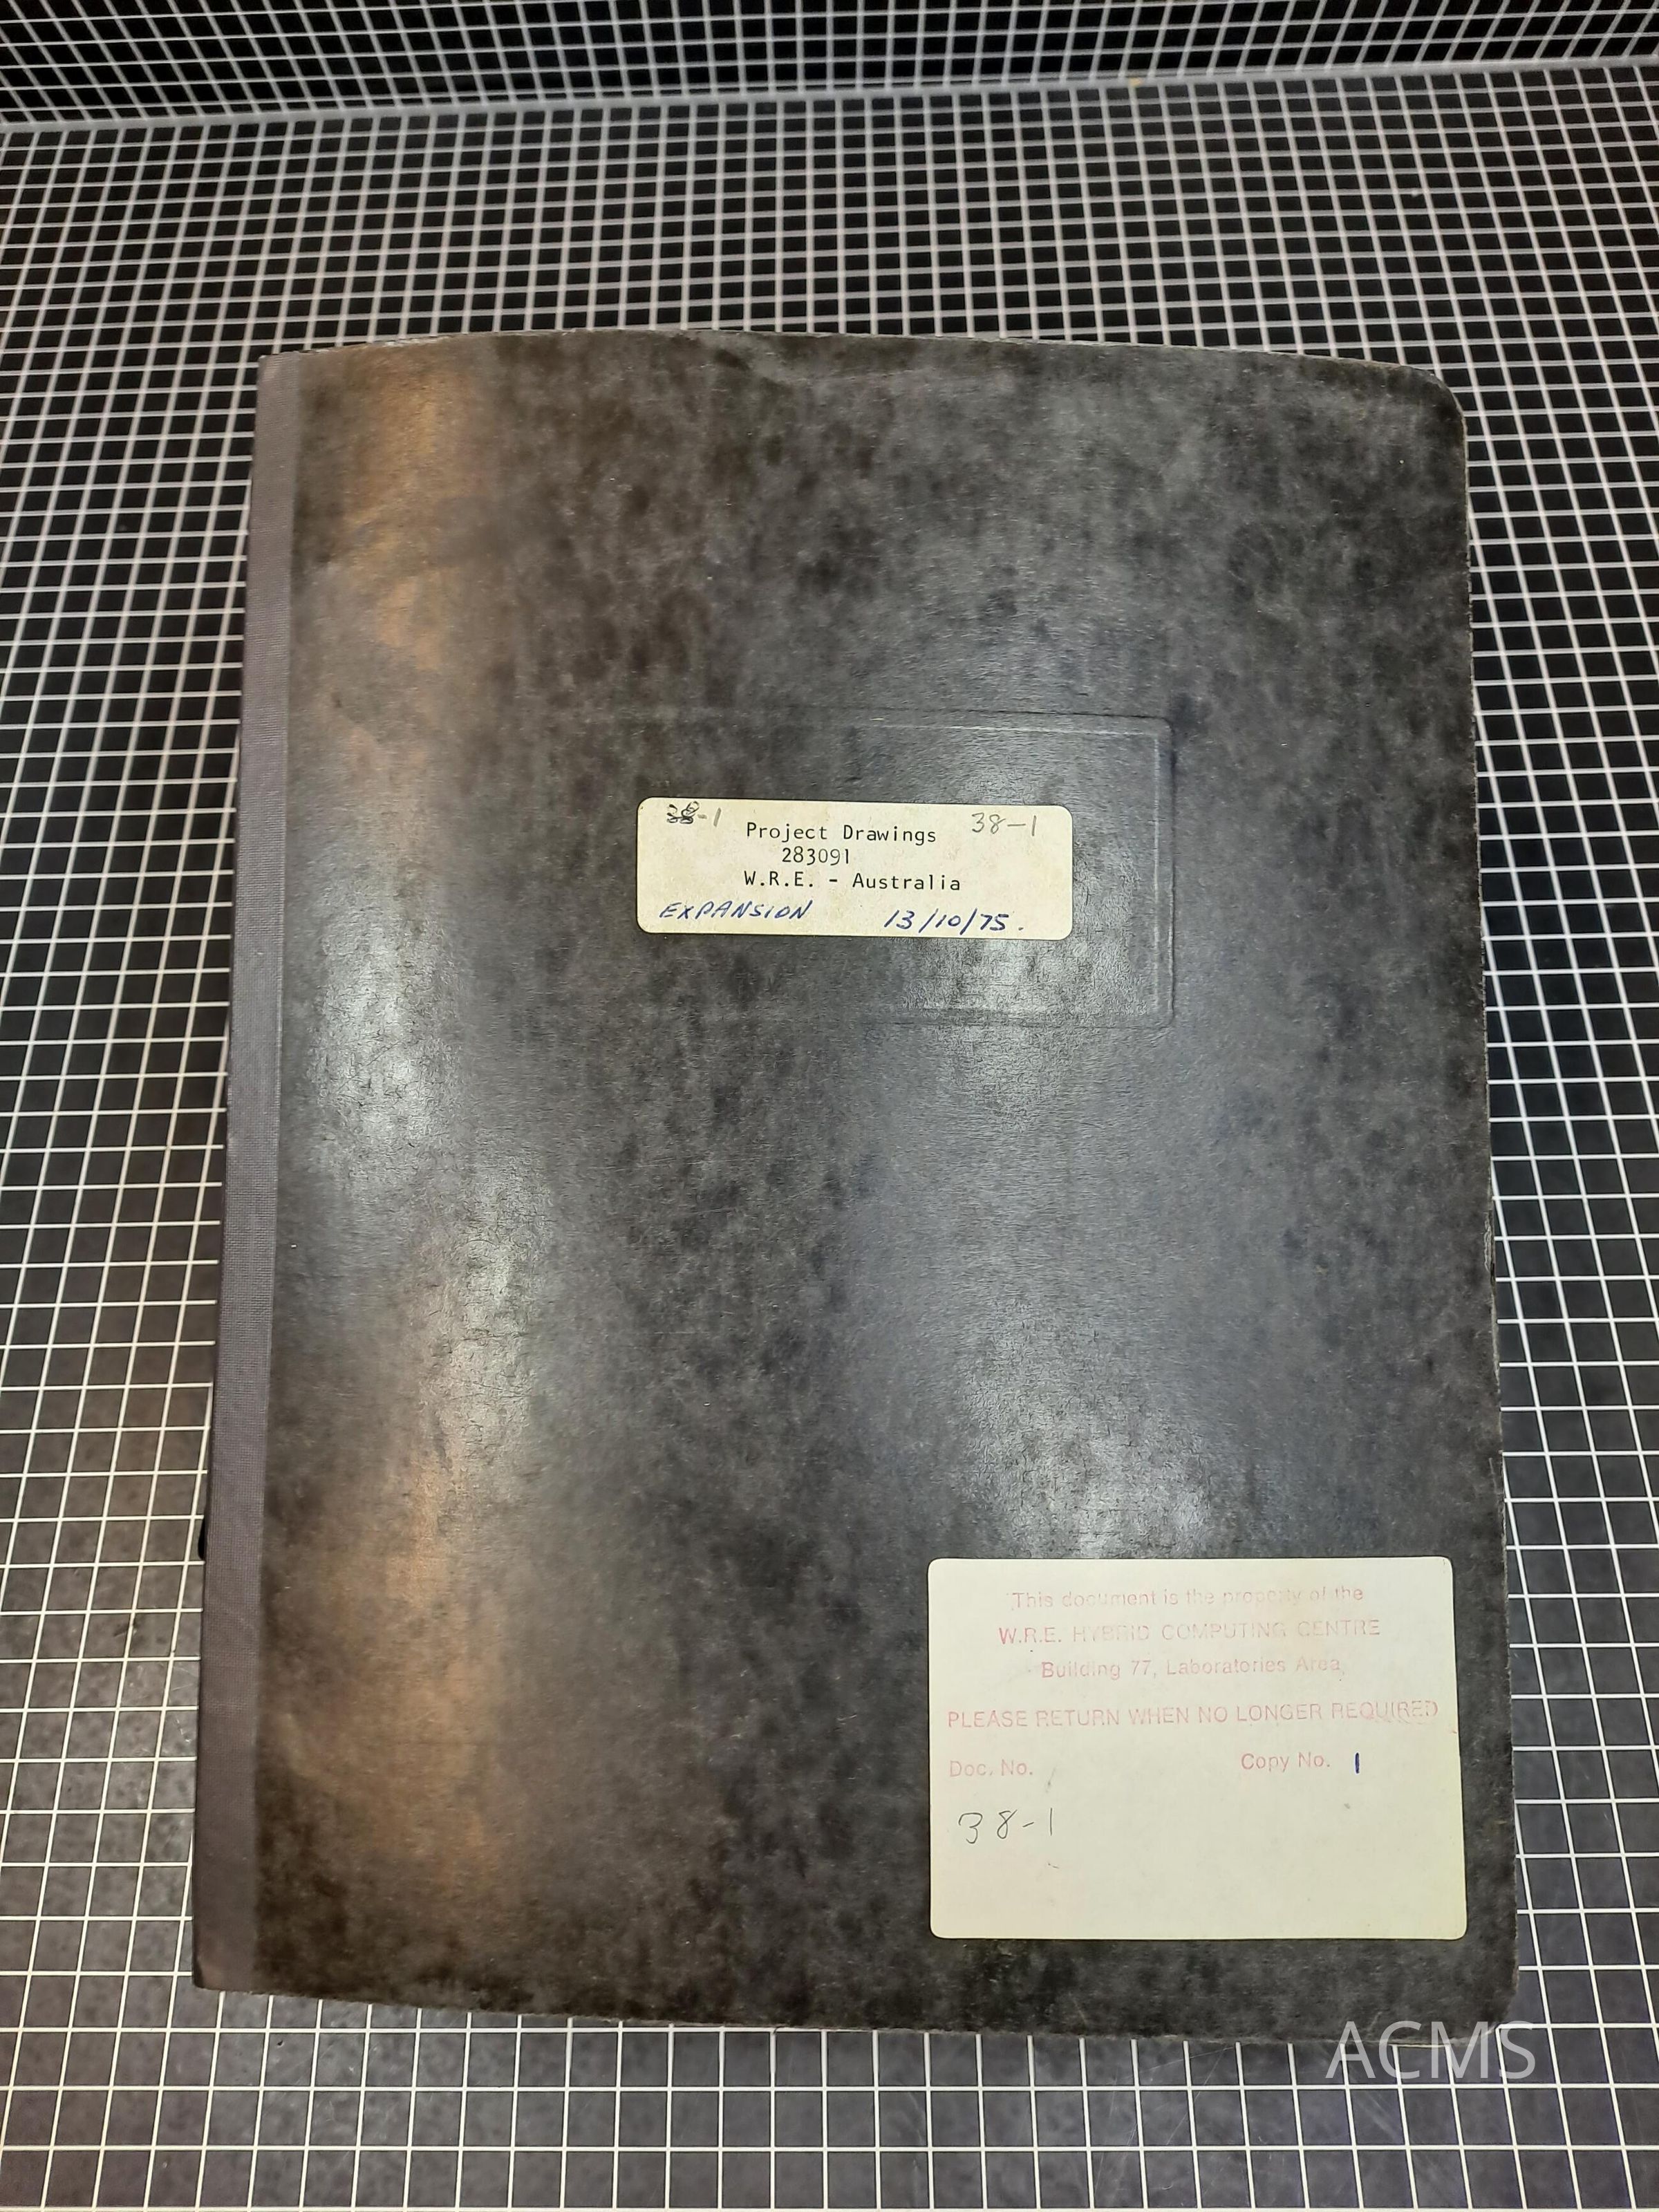 38-1 Project Drawings 38-1
283091
W.R.E. - Australia
EXPANSION 13/10/75.
This document is the property of the
W.R.E. HYBRID COMPUTING CENTRE
Building 77, Laboratories Area,
PLEASE RETURN WHEN NO LONGER REQUIRED
Doc. No. Copy No. 1
38-1
ACMS